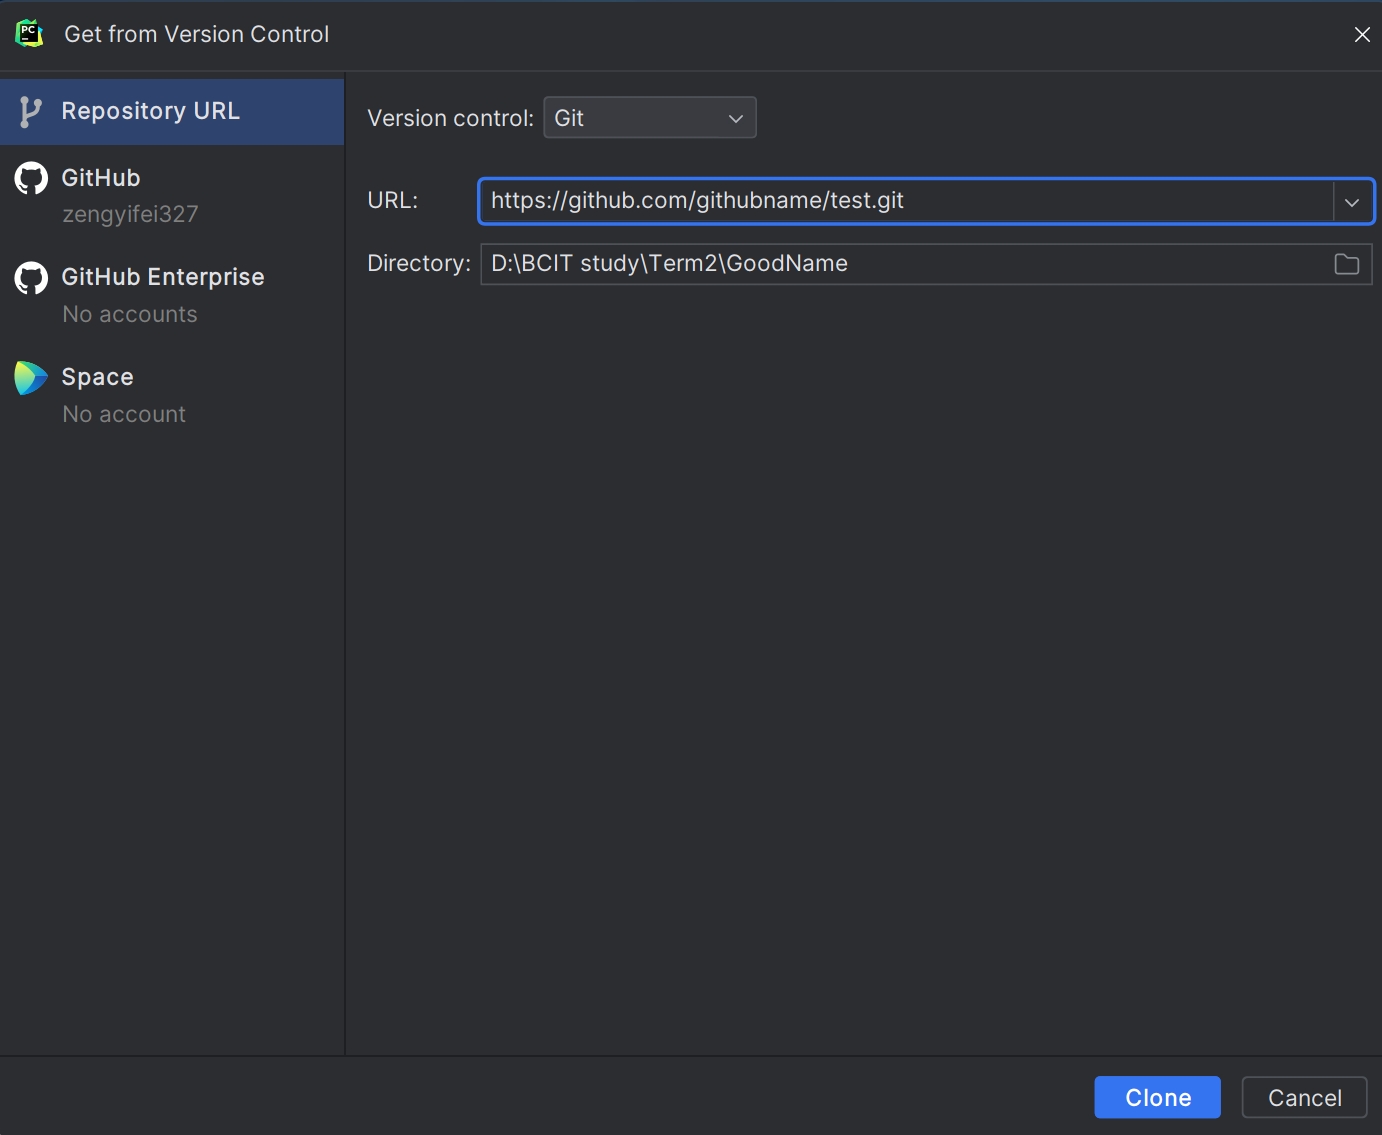 PC
Get from Version Control
Repository URL
GitHub
zengyifei327
GitHub Enterprise
No accounts
Space
No account
Version control: Git
URL: https://github.com/githubname/test.git
Directory: D:\BCIT study\Term2\GoodName
Clone Cancel